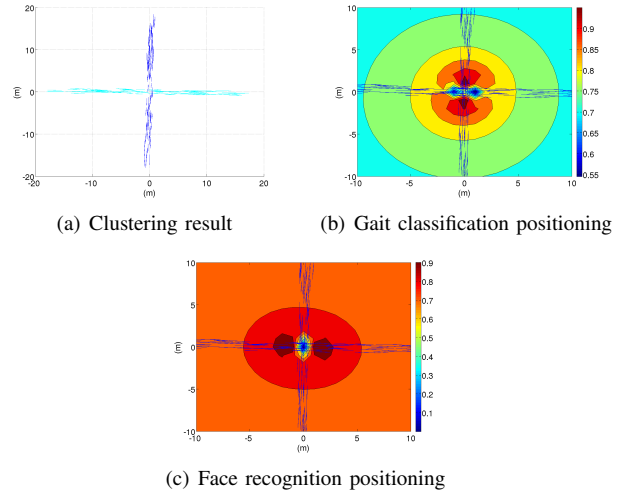 20
10
(m) 0
-10
-20
-20 -10 0 10 20
(m)
(a) Clustering result
10
5
(m) 0
-5
-10
-10 -5 0 5 10
(m)
0.9
0.85
0.8
0.75
0.7
0.65
0.6
0.55
(b) Gait classification positioning
10
5
(m) 0
-5
-10
-10 -5 0 5 10
(m)
0.9
0.8
0.7
0.6
0.5
0.4
0.3
0.2
0.1
(c) Face recognition positioning